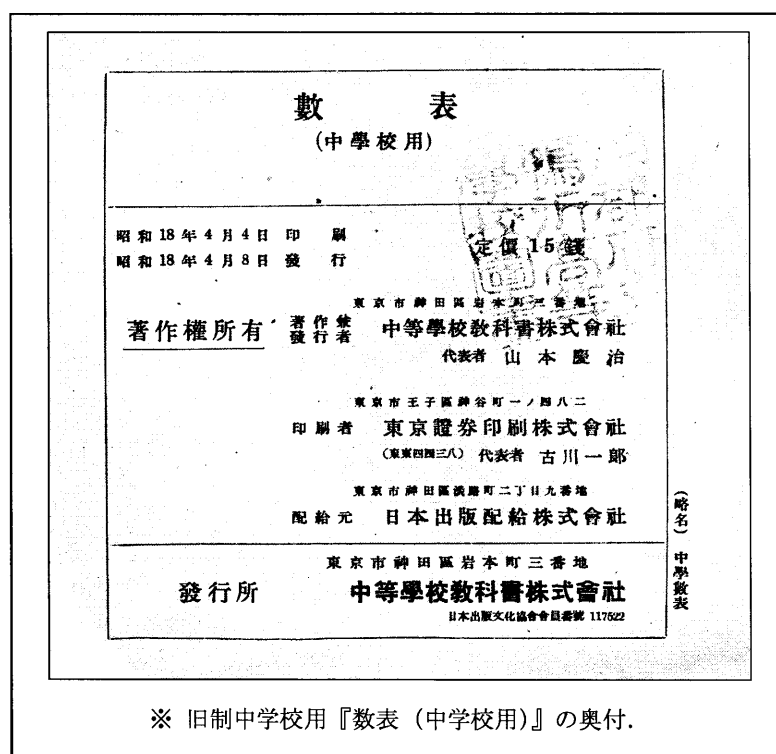 數表
(中學校用)
昭和18年4月4日 印刷
昭和18年4月8日 發行
定價15錢
東京市神田區岩本町三番地
著作權所有
著作兼發行者 中等學校敎科書株式會社
代表者 山本慶治
東京市王子區神谷町一ノ四八二
印刷者 東京證券印刷株式會社
(東東四四三八) 代表者 古川一郎
東京市神田區淡路町二丁目九番地
配給元 日本出版配給株式會社
東京市神田區岩本町三番地
發行所 中等學校敎科書株式會社
日本出版文化協會會員番號 117522
(略名) 中學數表
※ 旧制中学校用『数表(中学校用)』の奥付.